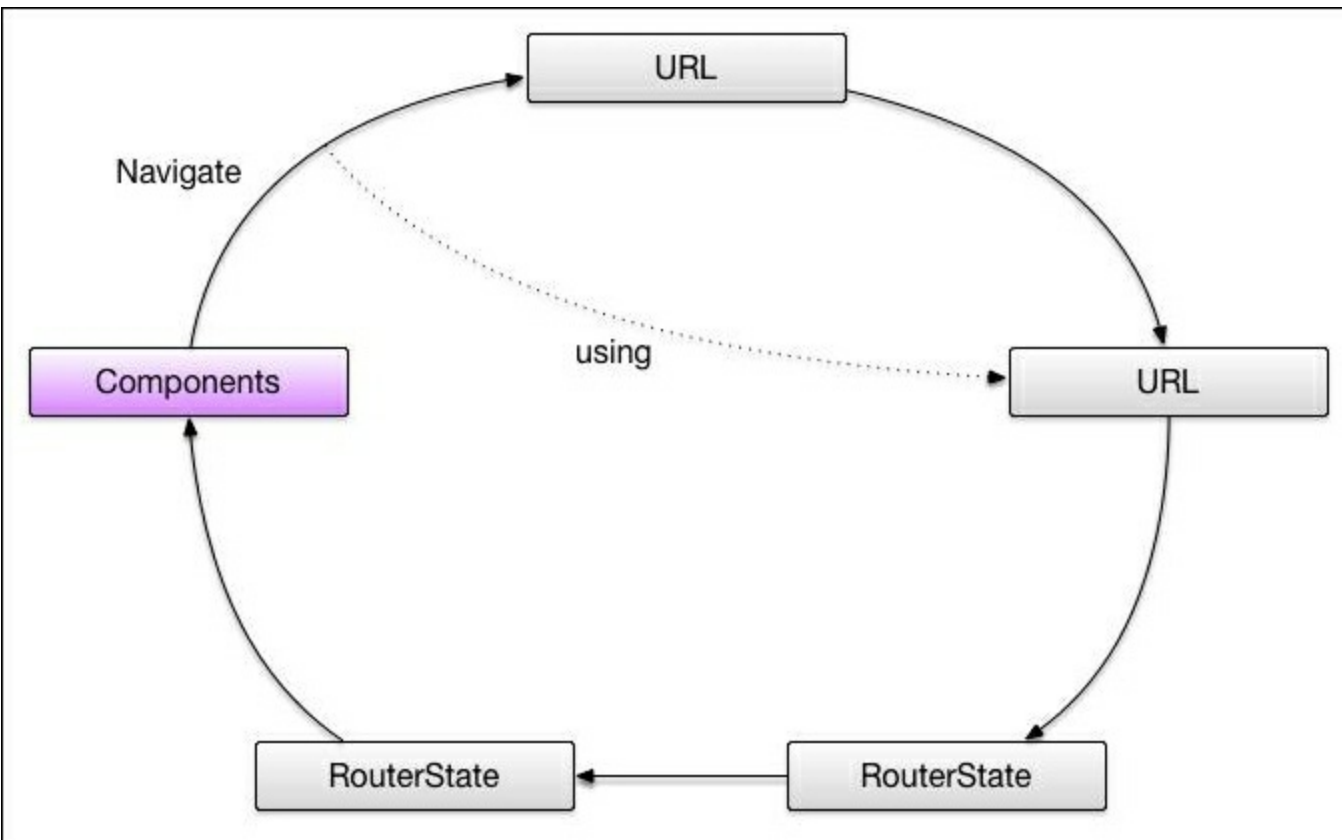 URL
Navigate
using
Components
URL
RouterState
RouterState